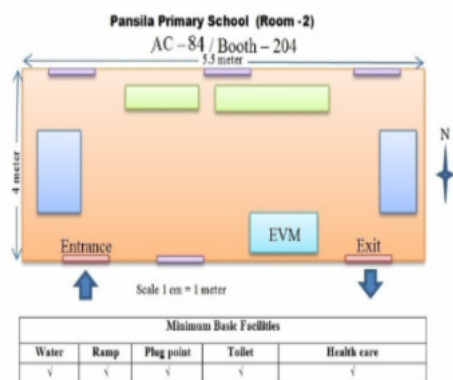 Pansila Primary School (Room -2)
AC – 84 / Booth – 204
5.5 meter
4 meter
N
EVM
Entrance
Exit
Scale 1 cm = 1 meter
Minimum Basic Facilities
Water Ramp Plug point Toilet Health care
√ √ √ √ √